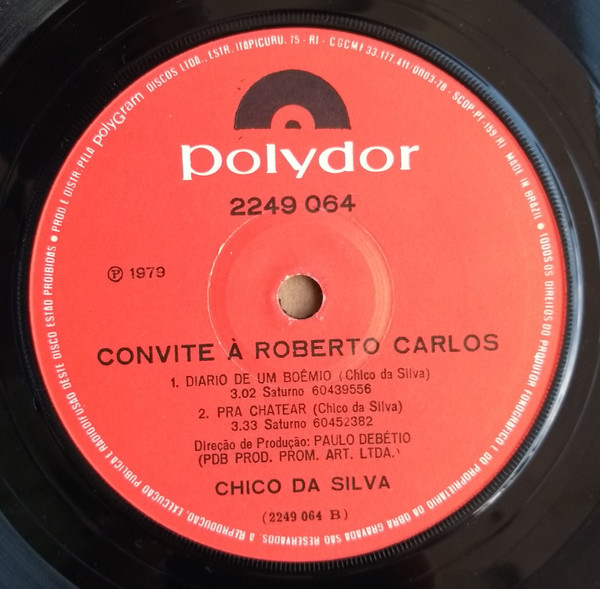 ● PROD E DISTR. PELA polyGram DISCOS LTDA., ESTR. ITAPICURU, 75 - RJ - CGCMF 33.177.411/0003-78 - SCDP-PF-159/RJ MADE IN BRAZIL ● TODOS OS DIREITOS DO PRODUTOR FONOGRÁFICO E DO PROPRIETARIO DA OBRA GRAVADA SÃO RESERVADOS. A REPRODUÇÃO, EXECUÇÃO PÚBLICA E RADIODIFUSÃO DESTE DISCO ESTÃO PROIBIDAS
polydor
2249 064
Ⓟ 1979
CONVITE À ROBERTO CARLOS
1. DIARIO DE UM BOÊMIO (Chico da Silva)
3.02 Saturno 60439556
2. PRA CHATEAR (Chico da Silva)
3.33 Saturno 60452382
Direção de Produção: PAULO DEBÉTIO
(PDB PROD. PROM. ART. LTDA.)
CHICO DA SILVA
(2249 064 B)